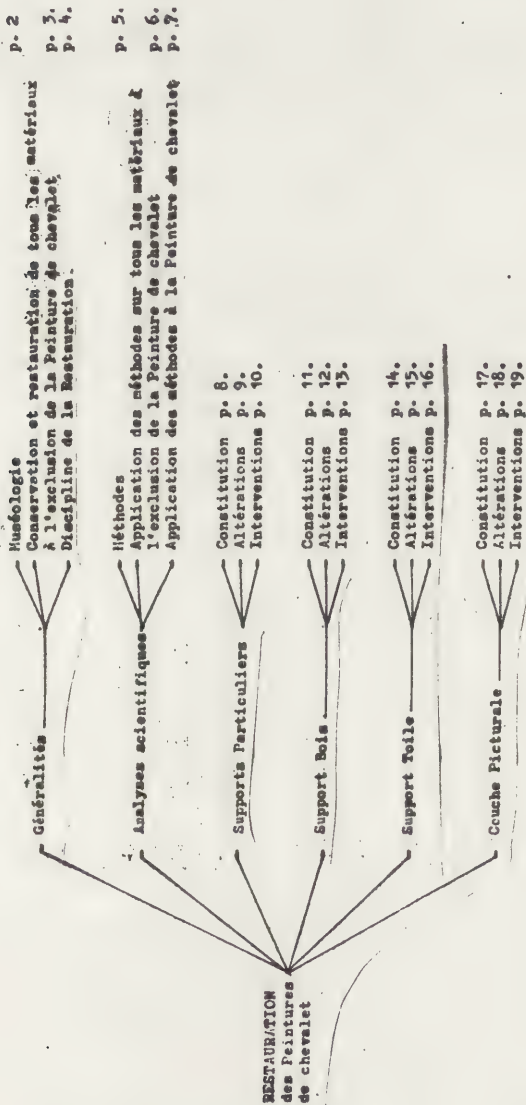 RESTAURATION
des Peintures
de chevalet
Généralités
Muséologie p. 2
Conservation et restauration de tous les matériaux
à l'exclusion de la Peinture de chevalet p. 3.
Discipline de la Restauration. p. 4.
Analyses scientifiques
Méthodes p. 5.
Application des méthodes sur tous les matériaux à
l'exclusion de la Peinture de chevalet p. 6.
Application des méthodes à la Peinture de chevalet p. 7.
Supports Particuliers
Constitution p. 8.
Altérations p. 9.
Interventions p. 10.
Support Bois
Constitution p. 11.
Altérations p. 12.
Interventions p. 13.
Support Toile
Constitution p. 14.
Altérations p. 15.
Interventions p. 16.
Couche Picturale
Constitution p. 17.
Altérations p. 18.
Interventions p. 19.